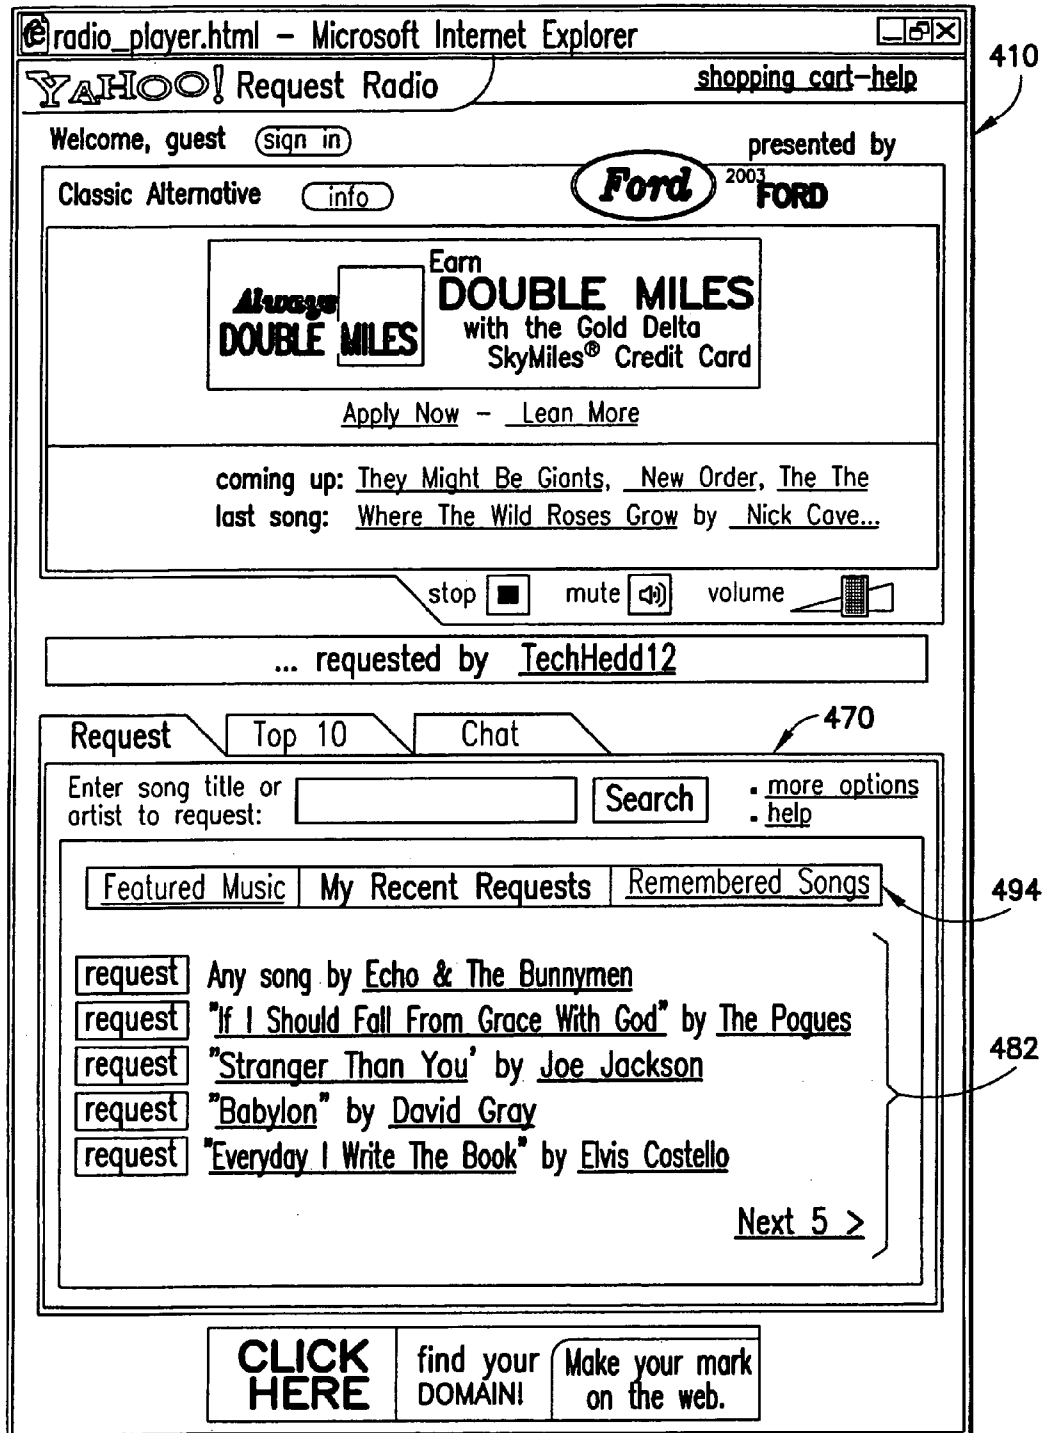 radio_player.html - Microsoft Internet Explorer
410
YAHOO! Request Radio
shopping cart-help
Welcome, guest sign in
presented by
Classic Alternative info
Ford 2003 FORD
Always
DOUBLE MILES
Earn
DOUBLE MILES
with the Gold Delta
SkyMiles® Credit Card
Apply Now - Lean More
coming up: They Might Be Giants, New Order, The The
last song: Where The Wild Roses Grow by Nick Cave...
stop mute volume
... requested by TechHedd12
470
Request Top 10 Chat
Enter song title or
artist to request:
Search
. more options
. help
Featured Music My Recent Requests Remembered Songs
494
request Any song by Echo & The Bunnymen
request "If I Should Fall From Grace With God" by The Pogues
request "Stranger Than You' by Joe Jackson
request "Babylon" by David Gray
request "Everyday I Write The Book" by Elvis Costello
482
Next 5 >
CLICK
HERE
find your
DOMAIN!
Make your mark
on the web.